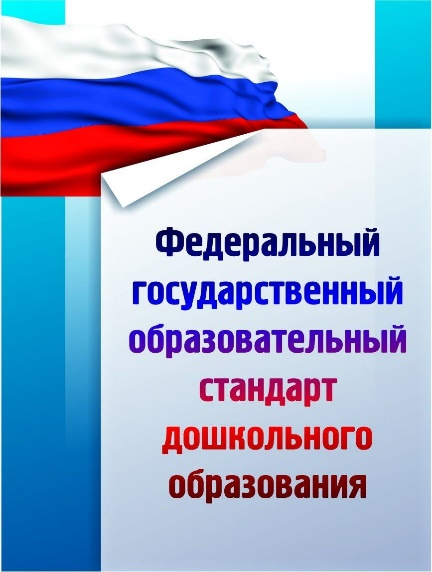 Федеральный
государственный
образовательный
стандарт
дошкольного
образования